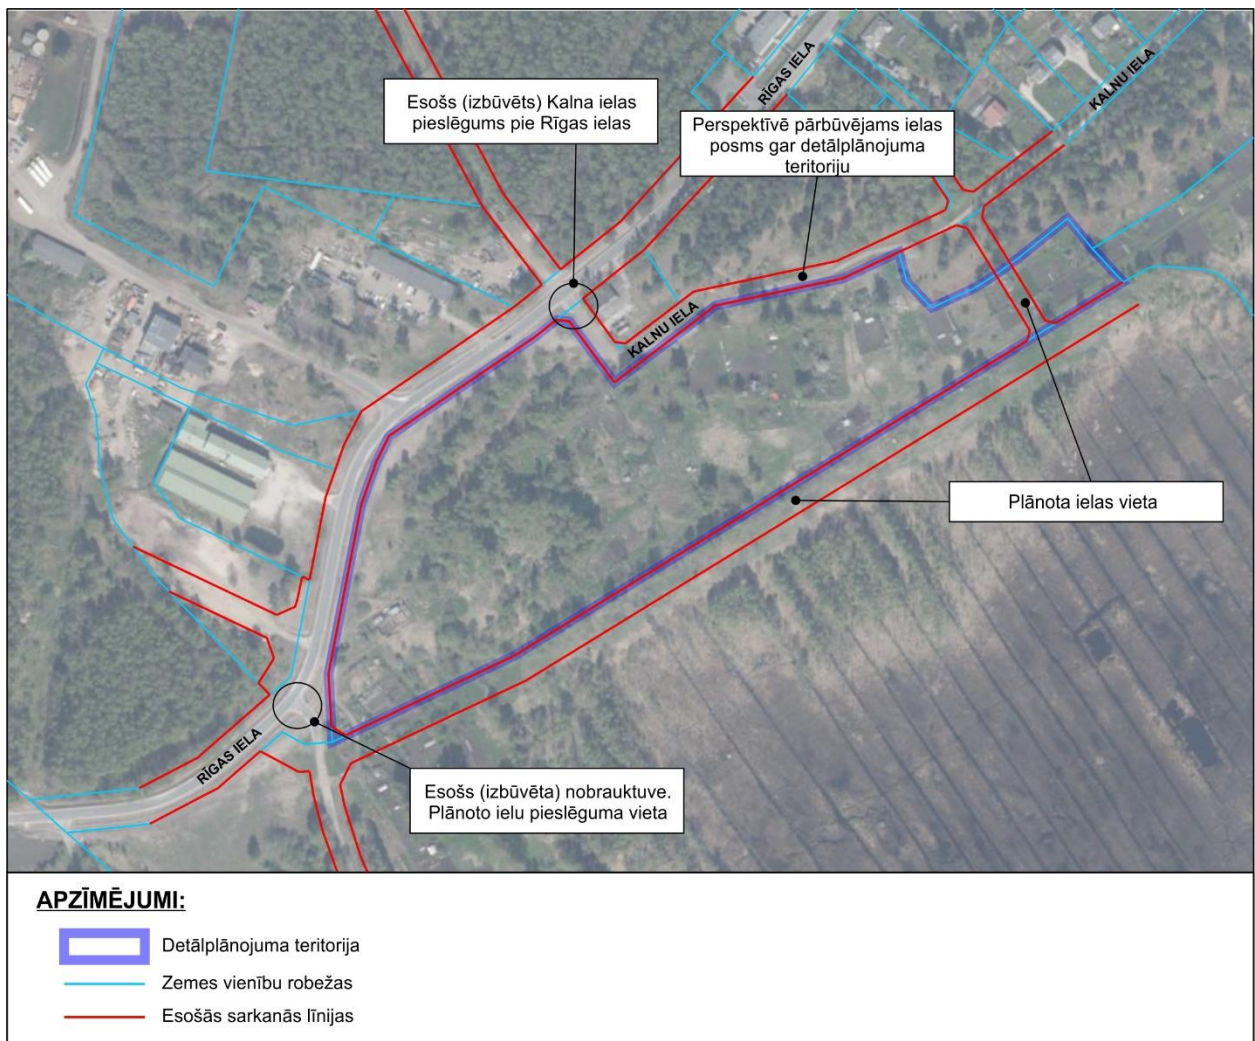 RĪGAS IELA
KALNU IELA
Esošs (izbūvēts) Kalna ielas
pieslēgums pie Rīgas ielas
Perspektīvē pārbūvējams ielas
posms gar detālplānojuma
teritoriju
KALNU IELA
Plānota ielas vieta
RĪGAS IELA
Esošs (izbūvēta) nobrauktuve.
Plānoto ielu pieslēguma vieta
APZĪMĒJUMI:
Detālplānojuma teritorija
Zemes vienību robežas
Esošās sarkanās līnijas